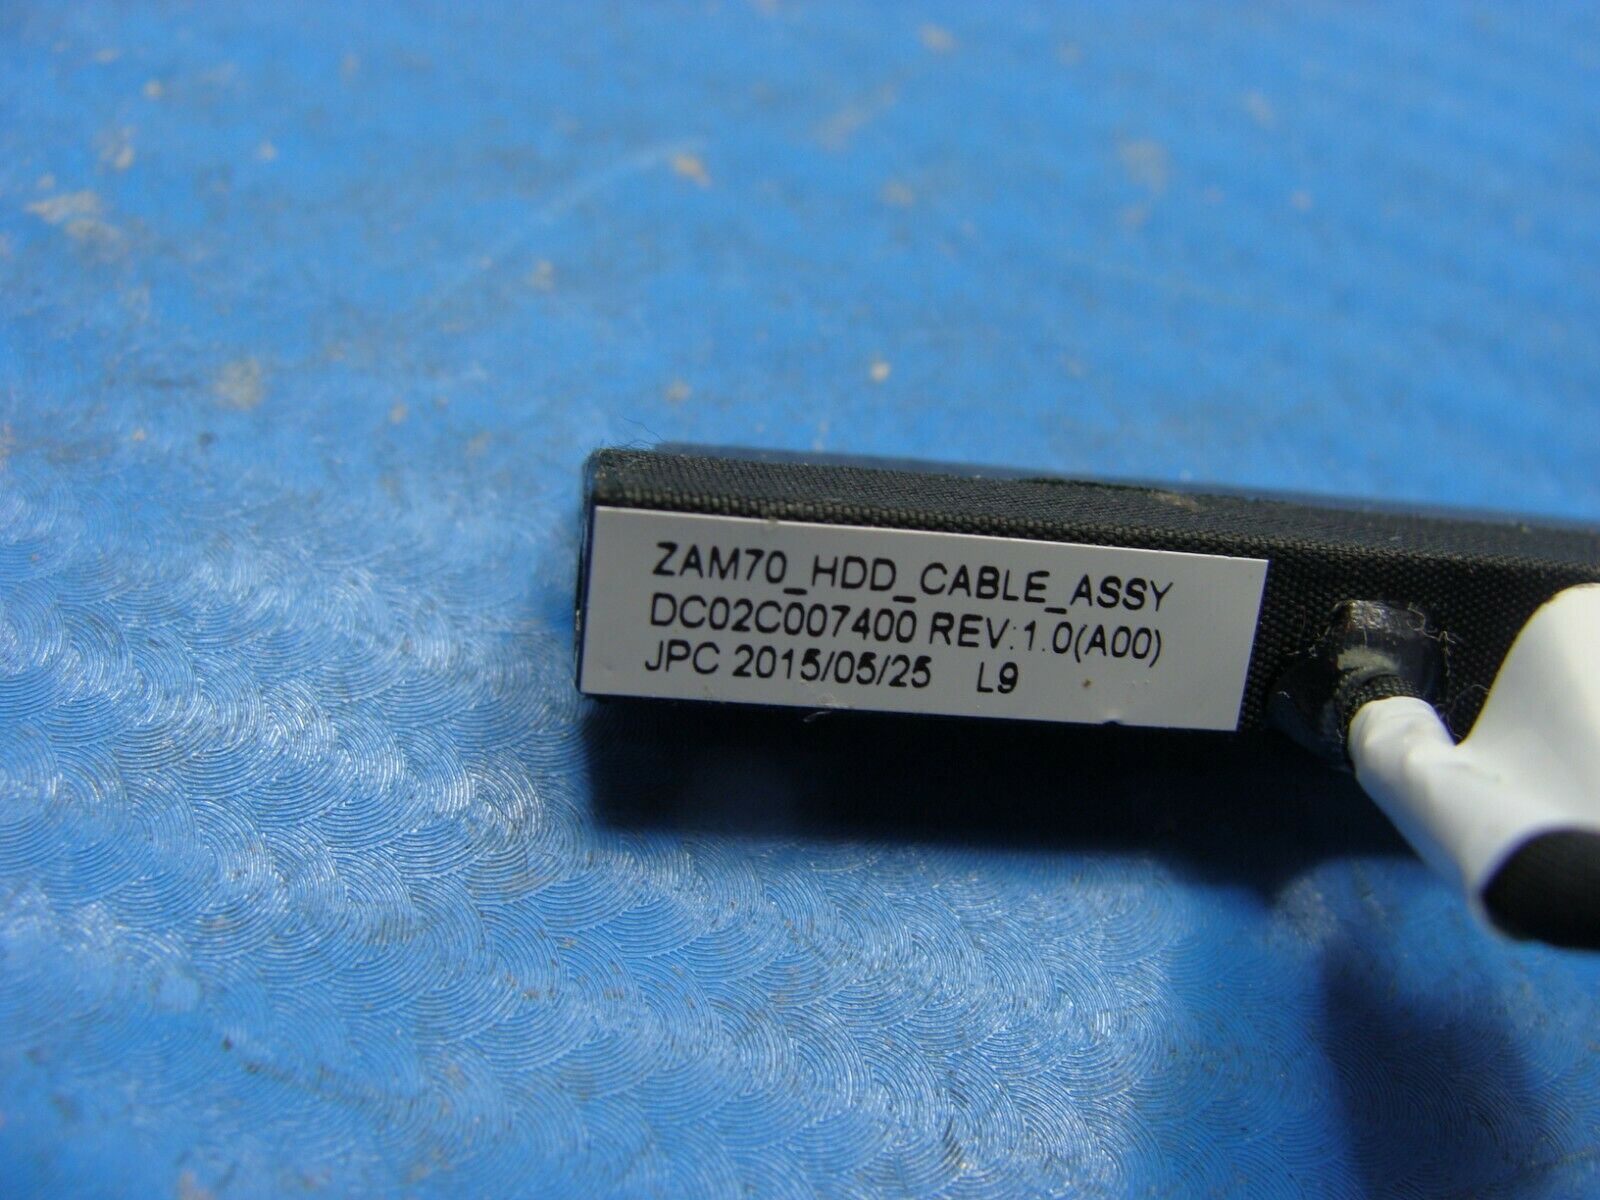 ZAM70_HDD_CABLE_ASSY
DC02C007400 REV:1.0(A00)
JPC 2015/05/25 L9